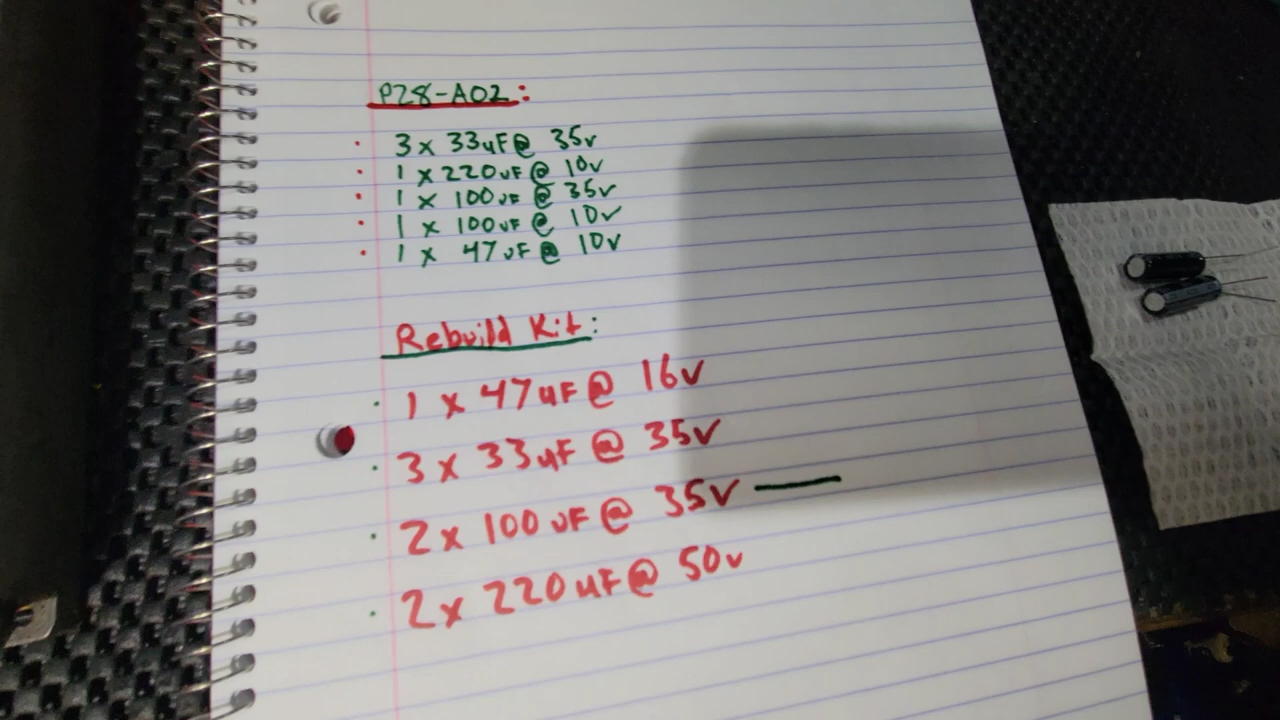 P28-A02:
· 3 x 33uF @ 35v
· 1 x 220uF @ 10v
· 1 x 100uF @ 35v
· 1 x 100uF @ 10v
· 1 x 47uF @ 10v
Rebuild Kit:
· 1 x 47uF @ 16v
· 3 x 33uF @ 35v
· 2 x 100uF @ 35v —
· 2 x 220uF @ 50v